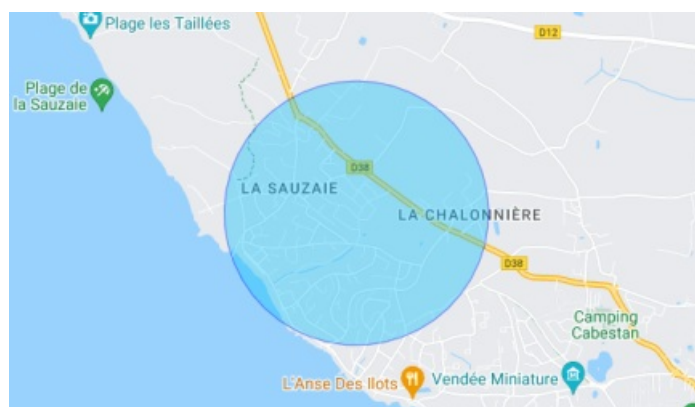 Plage les Taillées
D12
Plage de
la Sauzaie
D38
LA SAUZAIE
LA CHALONNIÈRE
D38
Camping
Cabestan
L'Anse Des Ilots
Vendée Miniature